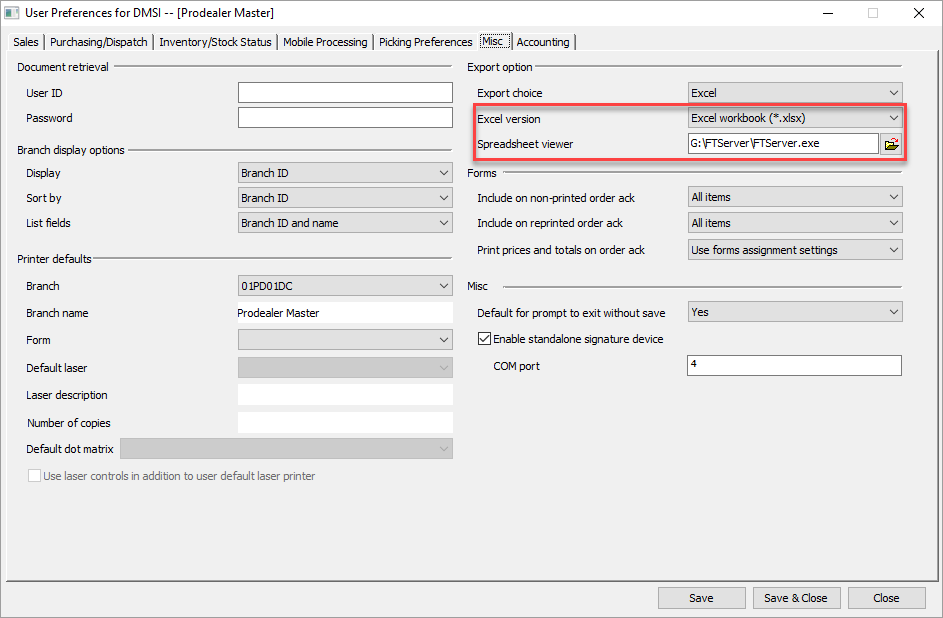 User Preferences for DMSI -- [Prodealer Master]
Sales Purchasing/Dispatch Inventory/Stock Status Mobile Processing Picking Preferences Misc Accounting
Document retrieval
User ID
Password
Branch display options
Display Branch ID
Sort by Branch ID
List fields Branch ID and name
Printer defaults
Branch 01PD01DC
Branch name Prodealer Master
Form
Default laser
Laser description
Number of copies
Default dot matrix
Use laser controls in addition to user default laser printer
Export option
Export choice Excel
Excel version Excel workbook (*.xlsx)
Spreadsheet viewer G:\FTServer\FTServer.exe
Forms
Include on non-printed order ack All items
Include on reprinted order ack All items
Print prices and totals on order ack Use forms assignment settings
Misc
Default for prompt to exit without save Yes
Enable standalone signature device
COM port 4
Save Save & Close Close